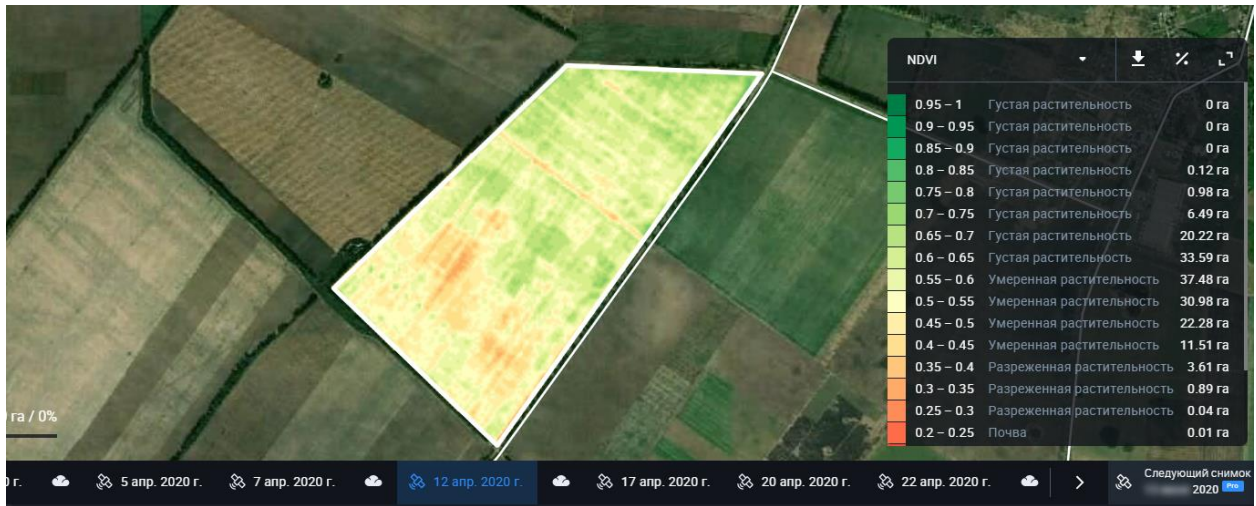 NDVI
0.95 – 1 Густая растительность 0 га
0.9 – 0.95 Густая растительность 0 га
0.85 – 0.9 Густая растительность 0 га
0.8 – 0.85 Густая растительность 0.12 га
0.75 – 0.8 Густая растительность 0.98 га
0.7 – 0.75 Густая растительность 6.49 га
0.65 – 0.7 Густая растительность 20.22 га
0.6 – 0.65 Густая растительность 33.59 га
0.55 – 0.6 Умеренная растительность 37.48 га
0.5 – 0.55 Умеренная растительность 30.98 га
0.45 – 0.5 Умеренная растительность 22.28 га
0.4 – 0.45 Умеренная растительность 11.51 га
0.35 – 0.4 Разреженная растительность 3.61 га
0.3 – 0.35 Разреженная растительность 0.89 га
0.25 – 0.3 Разреженная растительность 0.04 га
0.2 – 0.25 Почва 0.01 га
га / 0%
г. 5 апр. 2020 г. 7 апр. 2020 г. 12 апр. 2020 г. 17 апр. 2020 г. 20 апр. 2020 г. 22 апр. 2020 г. Следующий снимок
2020 Pro